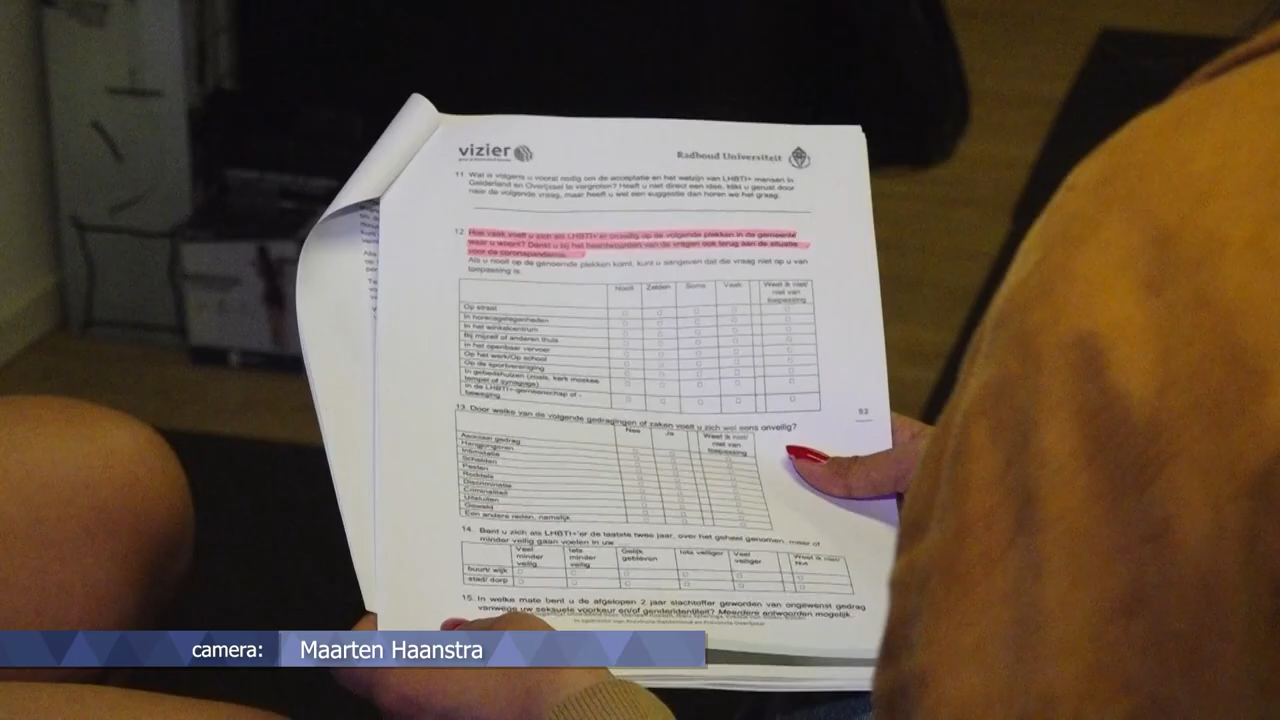 vizier
Radboud Universiteit
11 Wat is volgens u vooral nodig om de acceptatie en het welzijn van LHBTI+ mensen in
Gelderland en Overijssel te vergroten? Heeft u niet direct een idee, klikt u gerust door
naar de volgende vraag, maar heeft u wel een suggestie dan horen we het graag.
12 Hoe vaak voelt u zich als LHBTI+'er onveilig op de volgende plekken in de gemeente
waar u woont? Denkt u bij het beantwoorden van de vragen ook terug aan de situatie
voor de coronapandemie.
Als u nooit op de genoemde plekken komt, kunt u aangeven dat die vraag niet op u van
toepassing is.
Nooit Zelden Soms Vaak Weet ik niet/
niet van
toepassing
Op straat
In horecagelegenheden
In het winkelcentrum
Bij mijzelf of anderen thuis
In het openbaar vervoer
Op het werk/Op school
Op de sportvereniging
In gebedshuizen (zoals, kerk moskee
tempel of synagoge)
In de LHBTI+-gemeenschap of -
beweging
52
13. Door welke van de volgende gedragingen of zaken voelt u zich wel eens onveilig?
Nee Ja Weet ik niet/
niet van
toepassing
Asociaal gedrag
Hangjongeren
Intimidatie
Schelden
Pesten
Roddels
Discriminatie
Criminaliteit
Uitsluiten
Geweld
Een andere reden, namelijk
14. Bent u zich als LHBTI+'er de laatste twee jaar, over het geheel genomen, meer of
minder veilig gaan voelen in uw
Veel
minder
veilig
Iets
minder
veilig
Gelijk
gebleven
Iets veiliger
Veel
veiliger
Weet ik niet/
buurt/ wijk
stad/ dorp
15. In welke mate bent u de afgelopen 2 jaar slachtoffer geworden van ongewenst gedrag
vanwege uw seksuele voorkeur en/of genderidentiteit? Meerdere antwoorden mogelijk.
In opdracht van Provincie Gelderland en Provincie Overijssel
camera: Maarten Haanstra